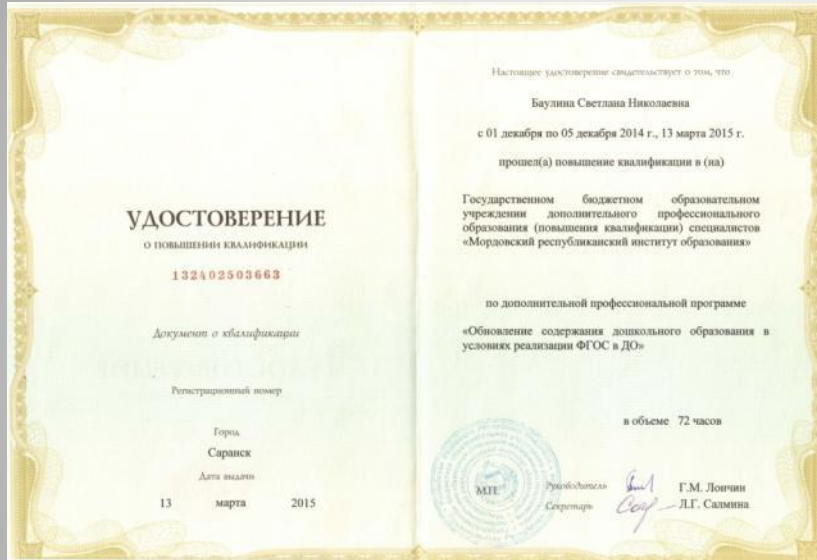 УДОСТОВЕРЕНИЕ
О ПОВЫШЕНИИ КВАЛИФИКАЦИИ
132402503663
Документ о квалификации
Регистрационный номер
Город
Саранск
Дата выдачи
13 марта 2015
Настоящее удостоверение свидетельствует о том, что
Баулина Светлана Николаевна
с 01 декабря по 05 декабря 2014 г., 13 марта 2015 г.
прошел(а) повышение квалификации в (на)
Государственном бюджетном образовательном
учреждении дополнительного профессионального
образования (повышения квалификации) специалистов
«Мордовский республиканский институт образования»
по дополнительной профессиональной программе
«Обновление содержания дошкольного образования в
условиях реализации ФГОС в ДО»
в объеме 72 часов
М.П.
Руководитель Г.М. Лончин
Секретарь Л.Г. Салмина